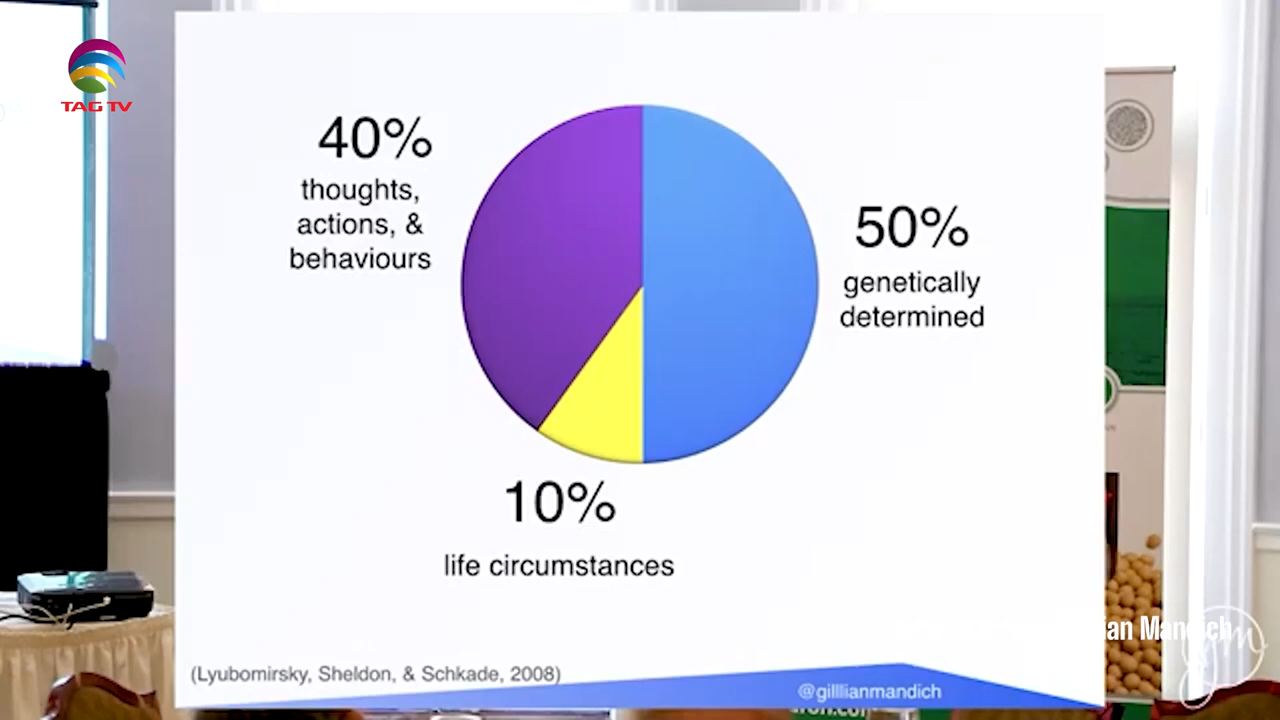 TAG TV
40%
thoughts,
actions, &
behaviours
50%
genetically
determined
10%
life circumstances
(Lyubomirsky, Sheldon, & Schkade, 2008)
@gilllianmandich